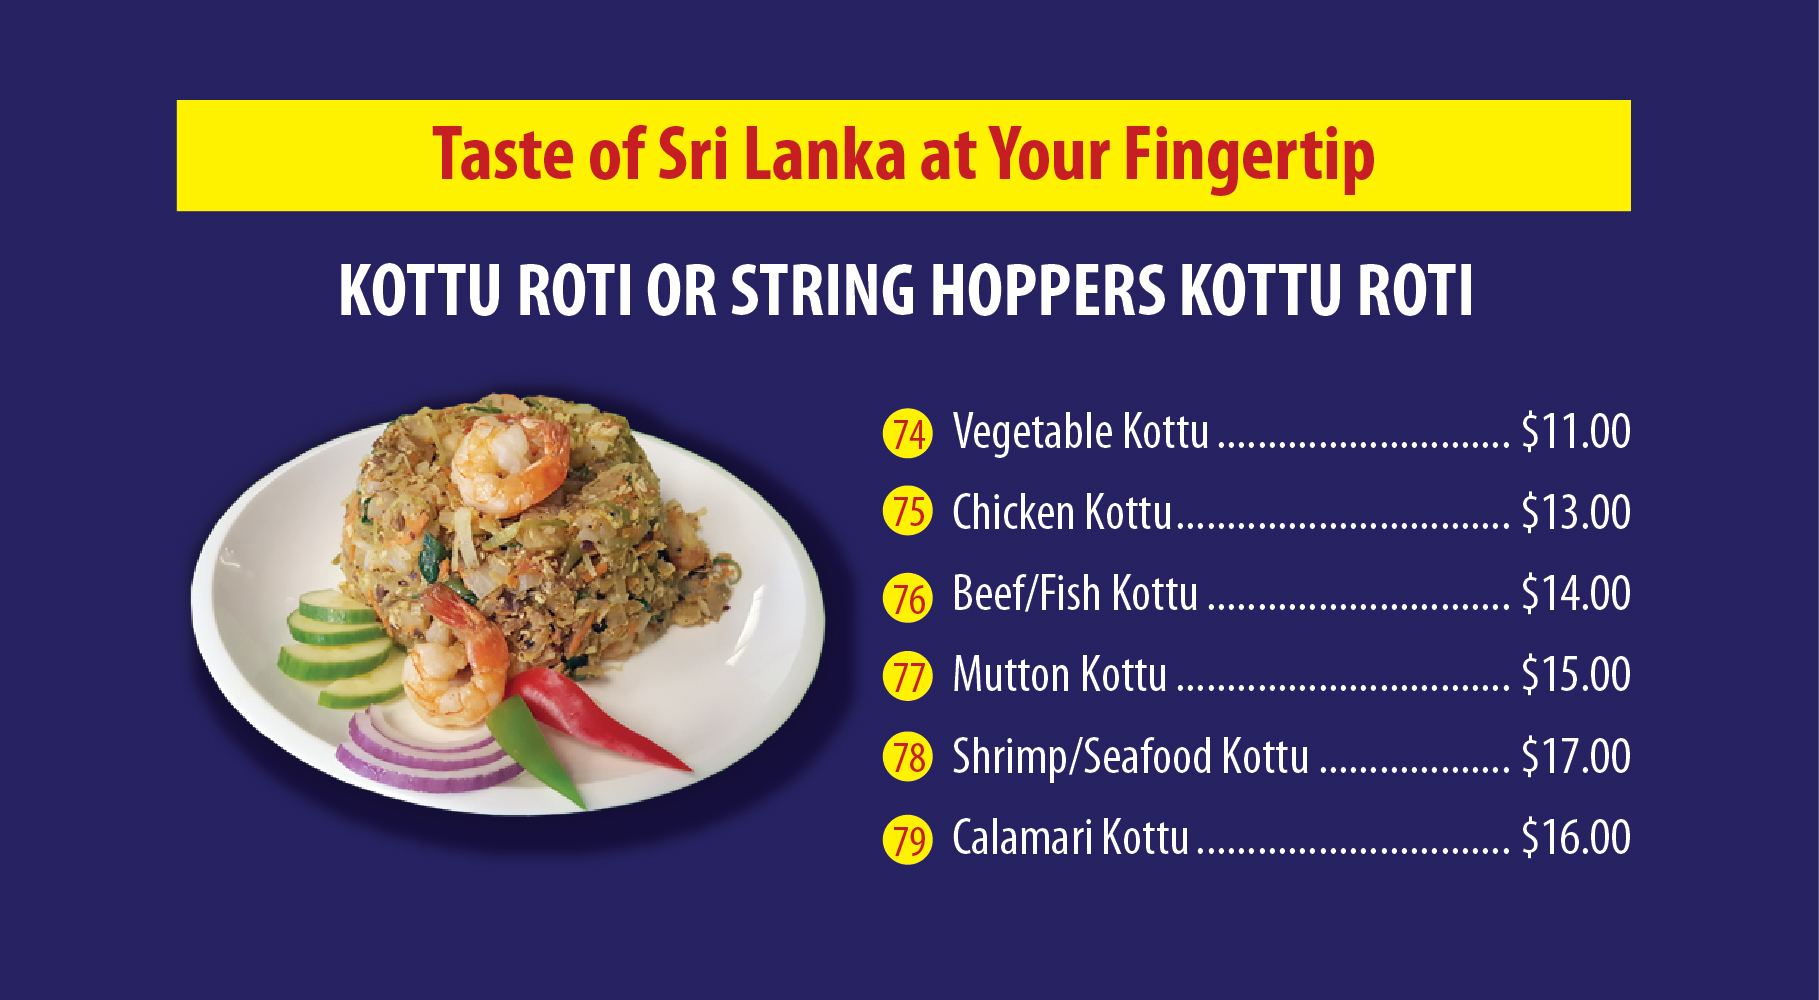 Taste of Sri Lanka at Your Fingertip
KOTTU ROTI OR STRING HOPPERS KOTTU ROTI
74 Vegetable Kottu ............................. $11.00
75 Chicken Kottu................................. $13.00
76 Beef/Fish Kottu .............................. $14.00
77 Mutton Kottu ................................. $15.00
78 Shrimp/Seafood Kottu ................... $17.00
79 Calamari Kottu ............................... $16.00